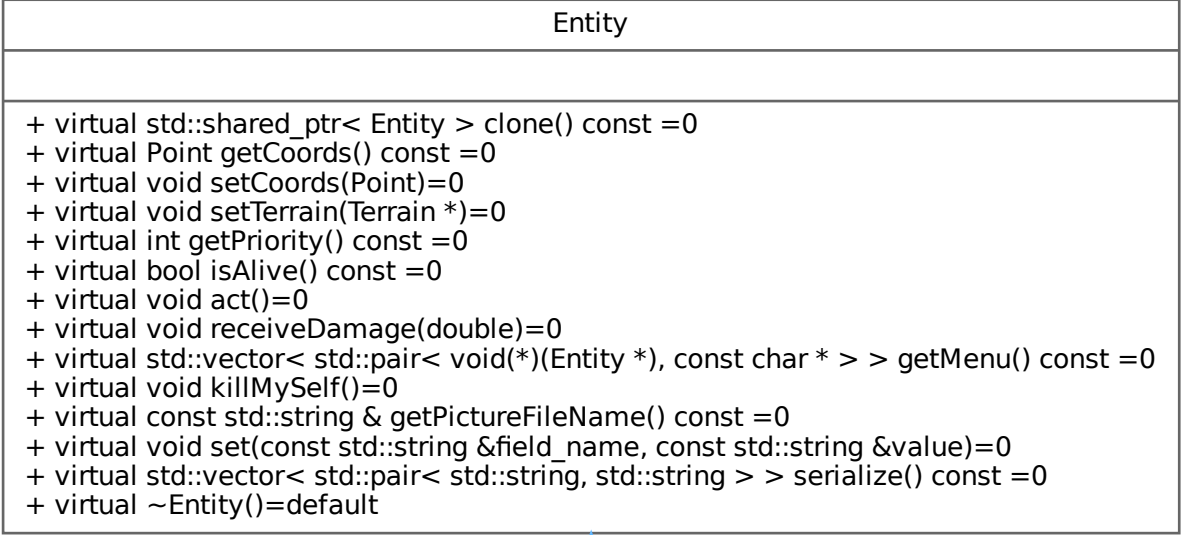 Entity
+ virtual std::shared_ptr< Entity > clone() const =0
+ virtual Point getCoords() const =0
+ virtual void setCoords(Point)=0
+ virtual void setTerrain(Terrain *)=0
+ virtual int getPriority() const =0
+ virtual bool isAlive() const =0
+ virtual void act()=0
+ virtual void receiveDamage(double)=0
+ virtual std::vector< std::pair< void(*)(Entity *), const char * > > getMenu() const =0
+ virtual void killMySelf()=0
+ virtual const std::string & getPictureFileName() const =0
+ virtual void set(const std::string &field_name, const std::string &value)=0
+ virtual std::vector< std::pair< std::string, std::string > > serialize() const =0
+ virtual ~Entity()=default